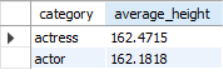 category average_height
actress 162.4715
actor 162.1818